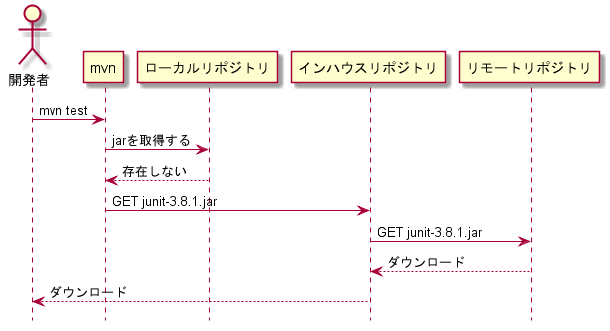 開発者
mvn
ローカルリポジトリ
インハウスリポジトリ
リモートリポジトリ
mvn test
jarを取得する
存在しない
GET junit-3.8.1.jar
GET junit-3.8.1.jar
ダウンロード
ダウンロード